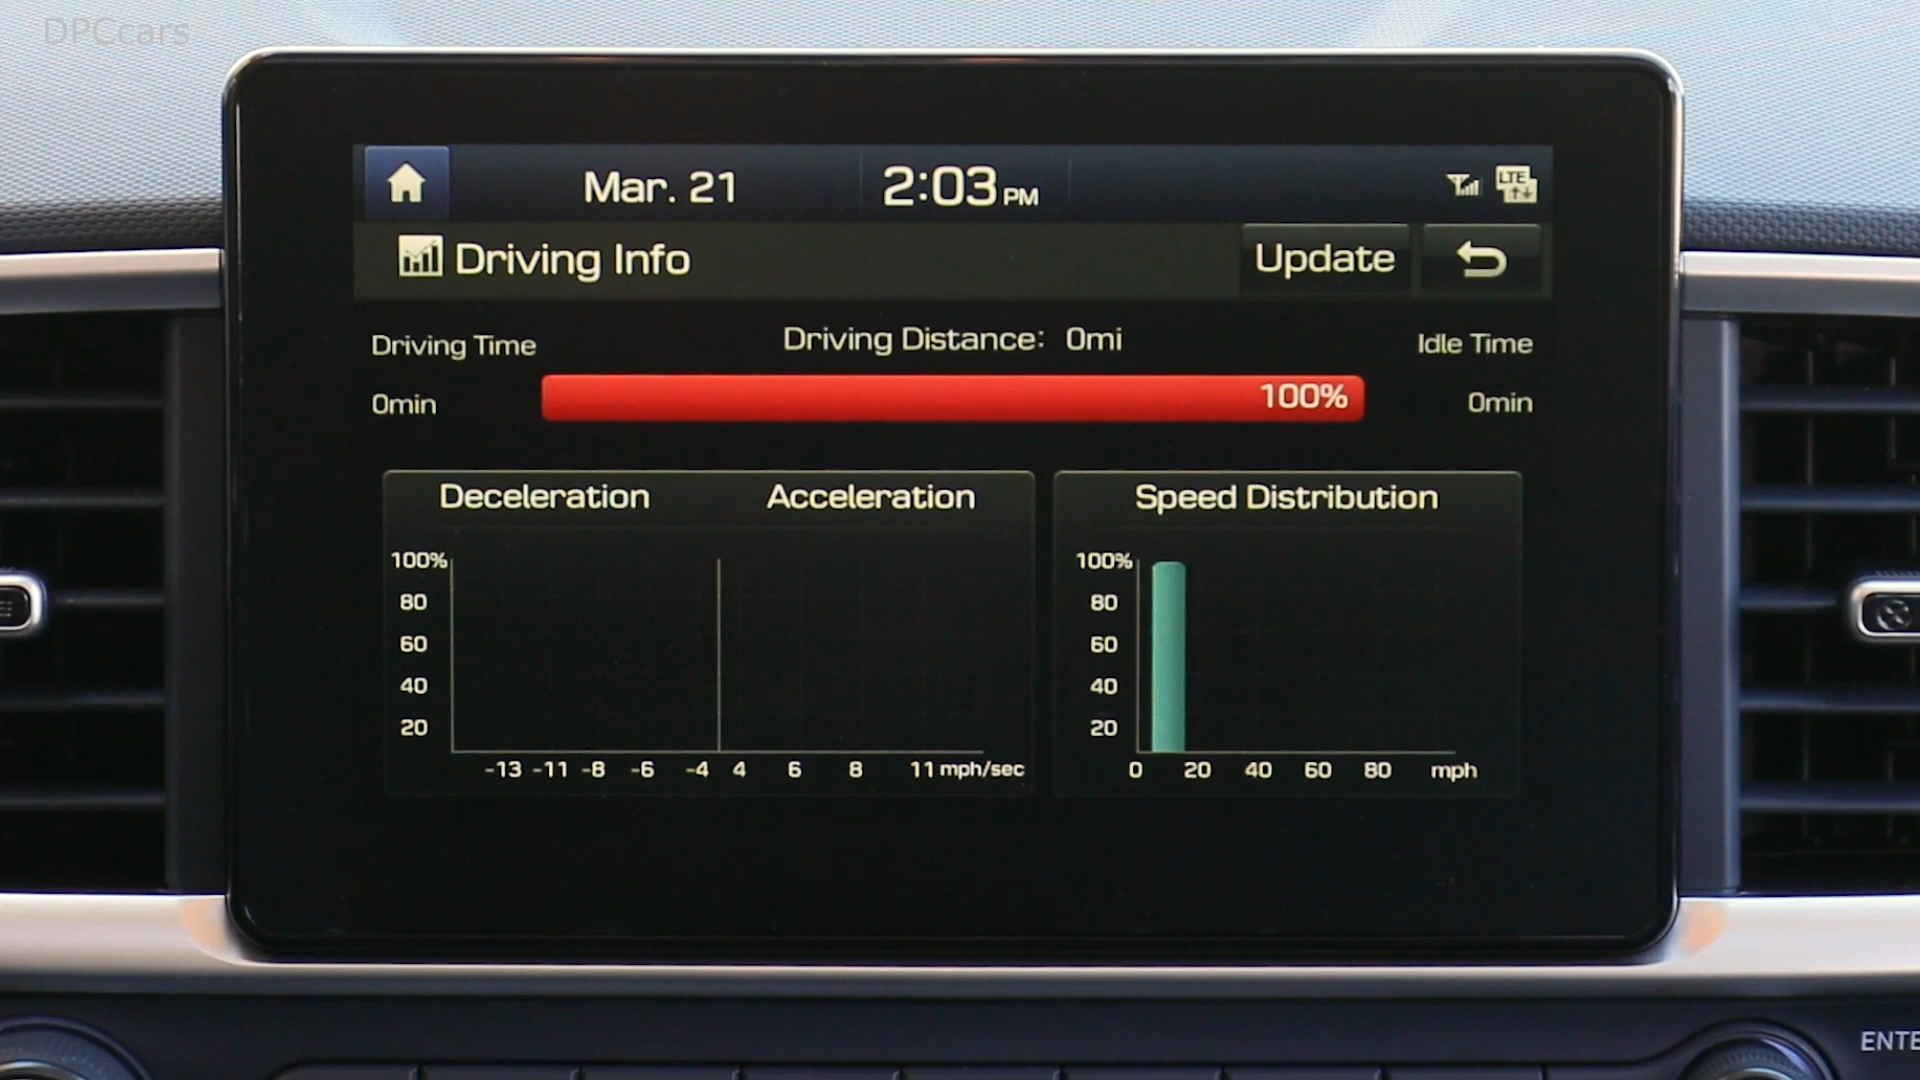 DPCcars
Mar. 21 2:03 PM LTE
Driving Info Update
Driving Time Driving Distance: 0mi Idle Time
0min 100% 0min
Deceleration Acceleration
100%
80
60
40
20
-13 -11 -8 -6 -4 4 6 8 11 mph/sec
Speed Distribution
100%
80
60
40
20
0 20 40 60 80 mph
ENTE